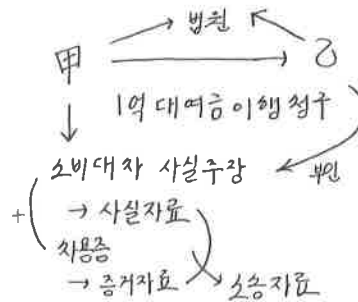 법원
甲 乙
1억 대여금 이행청구
소비대차 사실주장 부인
+ → 사실자료
차용증
→ 증거자료 소송자료